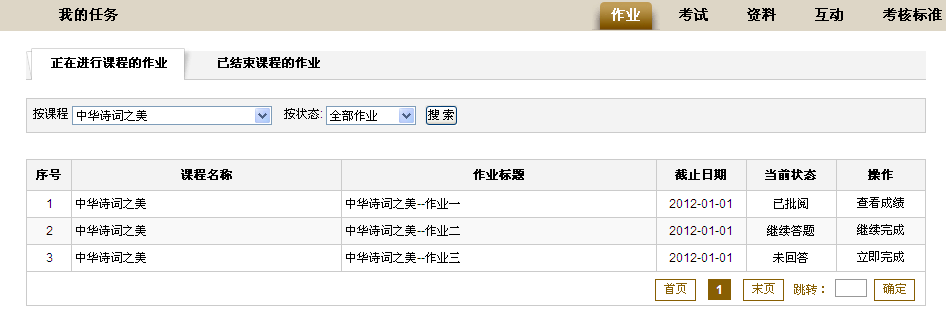 我的任务 作业 考试 资料 互动 考核标准
正在进行课程的作业 已结束课程的作业
按课程 中华诗词之美 按状态: 全部作业 搜索
序号 课程名称 作业标题 截止日期 当前状态 操作
1 中华诗词之美 中华诗词之美--作业一 2012-01-01 已批阅 查看成绩
2 中华诗词之美 中华诗词之美--作业二 2012-01-01 继续答题 继续完成
3 中华诗词之美 中华诗词之美--作业三 2012-01-01 未回答 立即完成
首页 1 末页 跳转： 确定